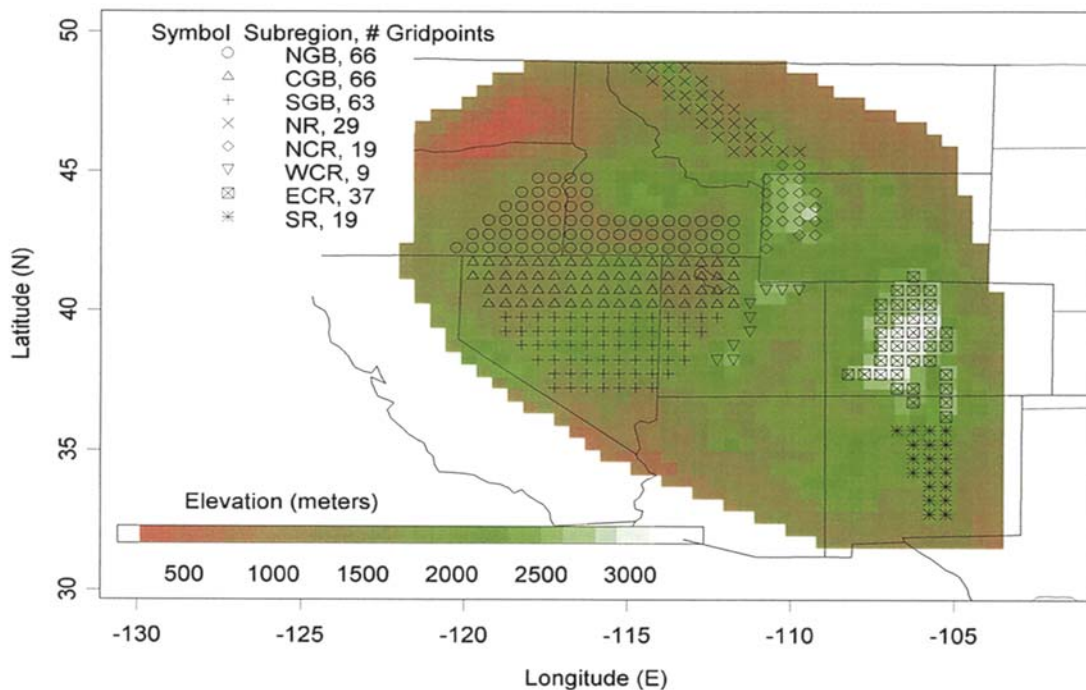 50
45
40
35
30
Latitude (N)
Symbol Subregion, # Gridpoints
NGB, 66
CGB, 66
SGB, 63
NR, 29
NCR, 19
WCR, 9
ECR, 37
SR, 19
Elevation (meters)
500 1000 1500 2000 2500 3000
-130 -125 -120 -115 -110 -105
Longitude (E)